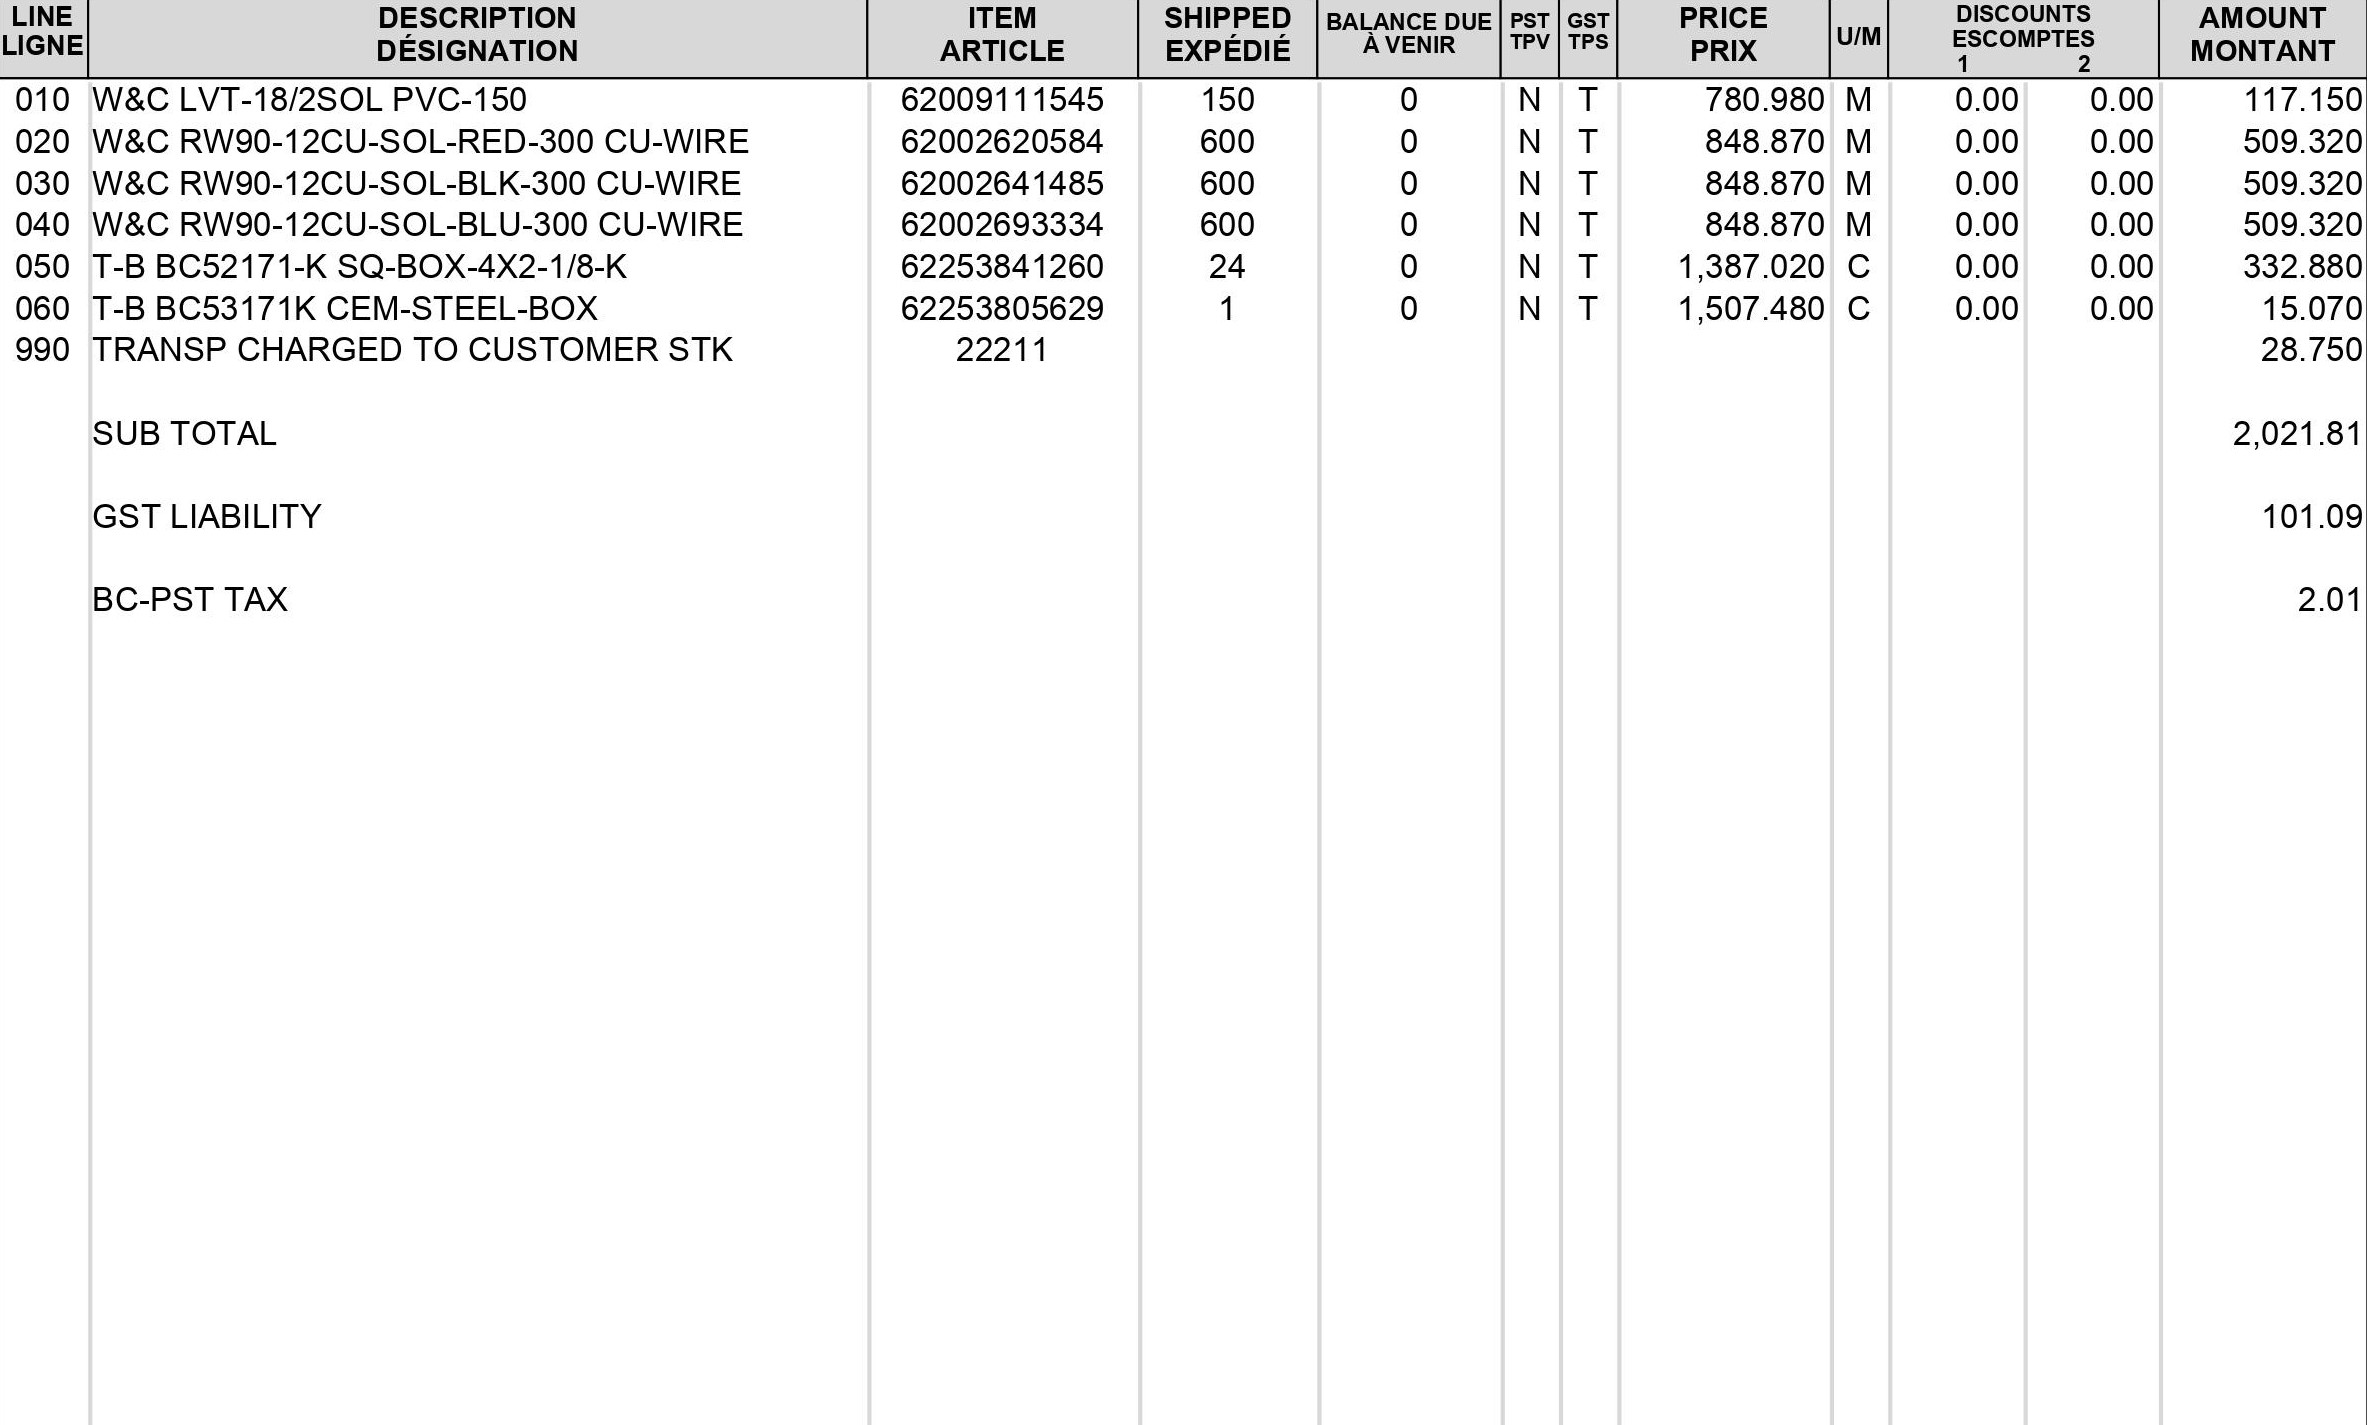 LINE DESCRIPTION ITEM SHIPPED BALANCE DUE PST GST PRICE U/M DISCOUNTS AMOUNT
LIGNE DÉSIGNATION ARTICLE EXPÉDIÉ À VENIR TPV TPS PRIX ESCOMPTES MONTANT
1 2
010 W&C LVT-18/2SOL PVC-150 62009111545 150 0 N T 780.980 M 0.00 0.00 117.150
020 W&C RW90-12CU-SOL-RED-300 CU-WIRE 62002620584 600 0 N T 848.870 M 0.00 0.00 509.320
030 W&C RW90-12CU-SOL-BLK-300 CU-WIRE 62002641485 600 0 N T 848.870 M 0.00 0.00 509.320
040 W&C RW90-12CU-SOL-BLU-300 CU-WIRE 62002693334 600 0 N T 848.870 M 0.00 0.00 509.320
050 T-B BC52171-K SQ-BOX-4X2-1/8-K 62253841260 24 0 N T 1,387.020 C 0.00 0.00 332.880
060 T-B BC53171K CEM-STEEL-BOX 62253805629 1 0 N T 1,507.480 C 0.00 0.00 15.070
990 TRANSP CHARGED TO CUSTOMER STK 22211 28.750
SUB TOTAL 2,021.81
GST LIABILITY 101.09
BC-PST TAX 2.01